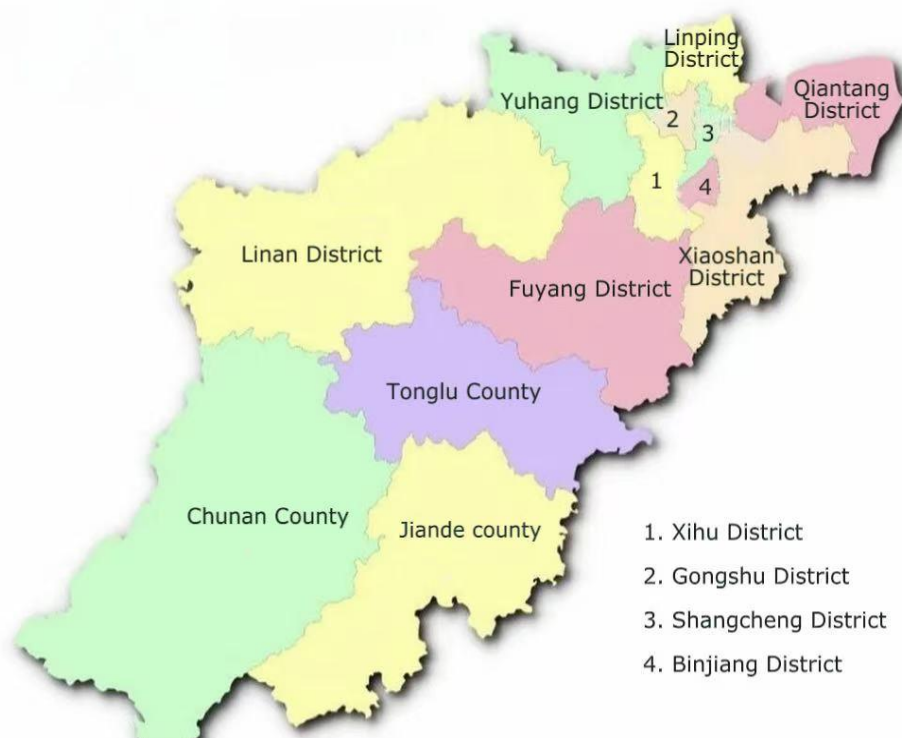 Linping
District
Qiantang
District
Yuhang District
2
3
1
4
Linan District
Xiaoshan
District
Fuyang District
Tonglu County
Chunan County
Jiande county
1. Xihu District
2. Gongshu District
3. Shangcheng District
4. Binjiang District